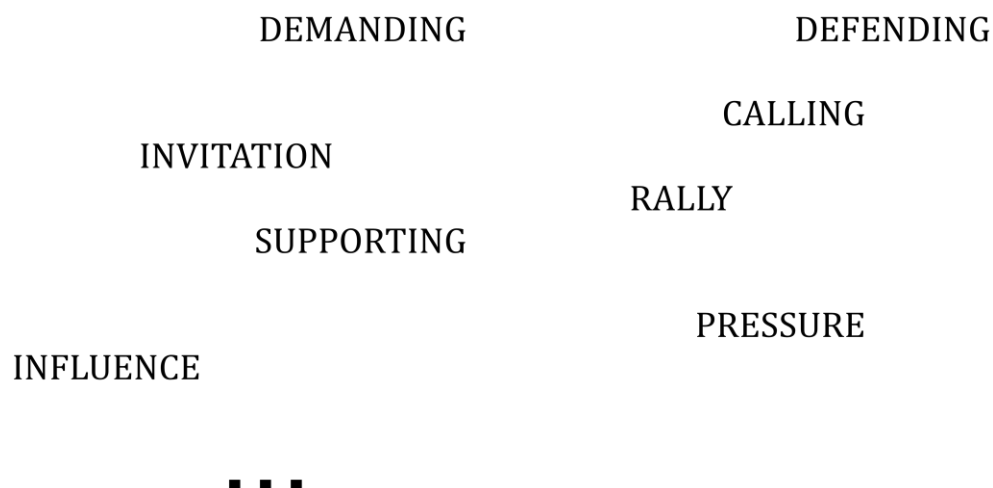 DEMANDING DEFENDING
CALLING
INVITATION
RALLY
SUPPORTING
PRESSURE
INFLUENCE